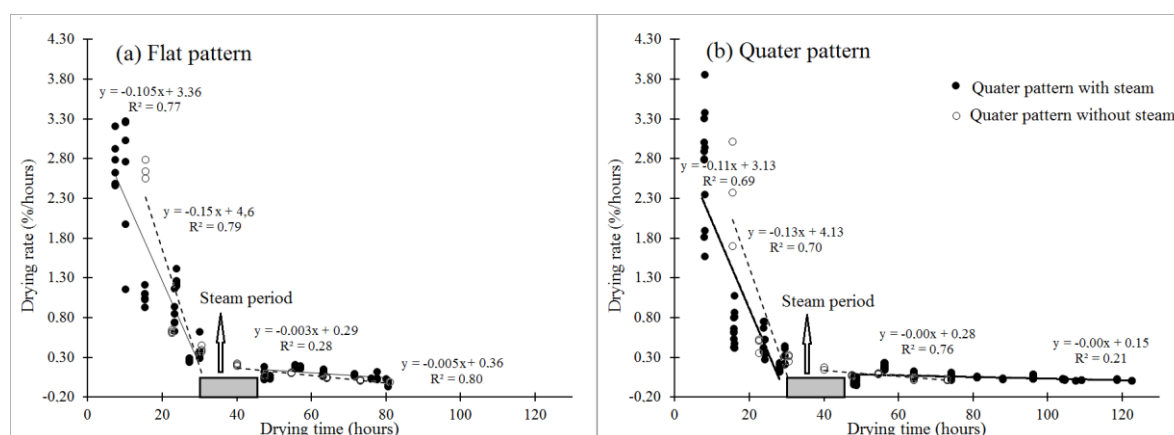 (a) Flat pattern
4.30
3.80
3.30
2.80
2.30
1.80
1.30
0.80
0.30
-0.20
Drying rate (%/hours)
y = -0.105x + 3.36
R² = 0.77
y = -0.15x + 4,6
R² = 0.79
Steam period
y = -0.003x + 0.29
R² = 0.28
y = -0.005x + 0.36
R² = 0.80
0 20 40 60 80 100 120
Drying time (hours)
(b) Quater pattern
4.30
3.80
3.30
2.80
2.30
1.80
1.30
0.80
0.30
-0.20
Drying rate (%/hours)
Quater pattern with steam
Quater pattern without steam
y = -0.11x + 3.13
R² = 0.69
y = -0.13x + 4.13
R² = 0.70
Steam period
y = -0.00x + 0.28
R² = 0.76
y = -0.00x + 0.15
R² = 0.21
0 20 40 60 80 100 120
Drying time (hours)